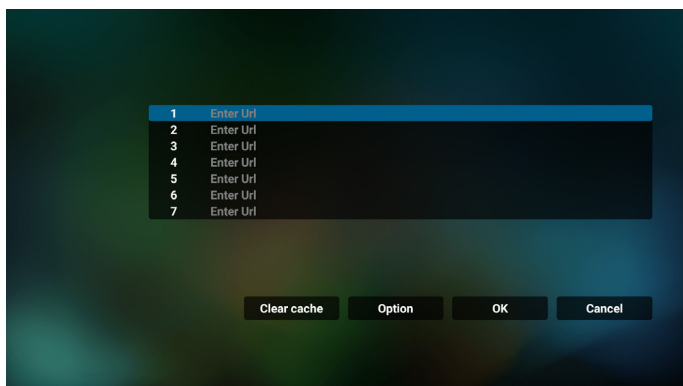 1 Enter Url
2 Enter Url
3 Enter Url
4 Enter Url
5 Enter Url
6 Enter Url
7 Enter Url
Clear cache Option OK Cancel